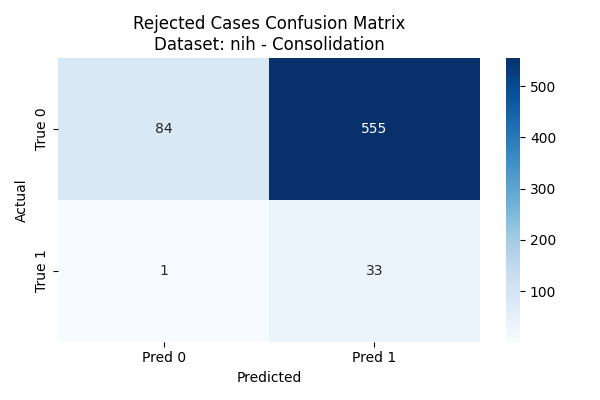 Rejected Cases Confusion Matrix
Dataset: nih - Consolidation
True 0
84
555
True 1
1
33
Actual
Pred 0
Pred 1
Predicted
500
400
300
200
100